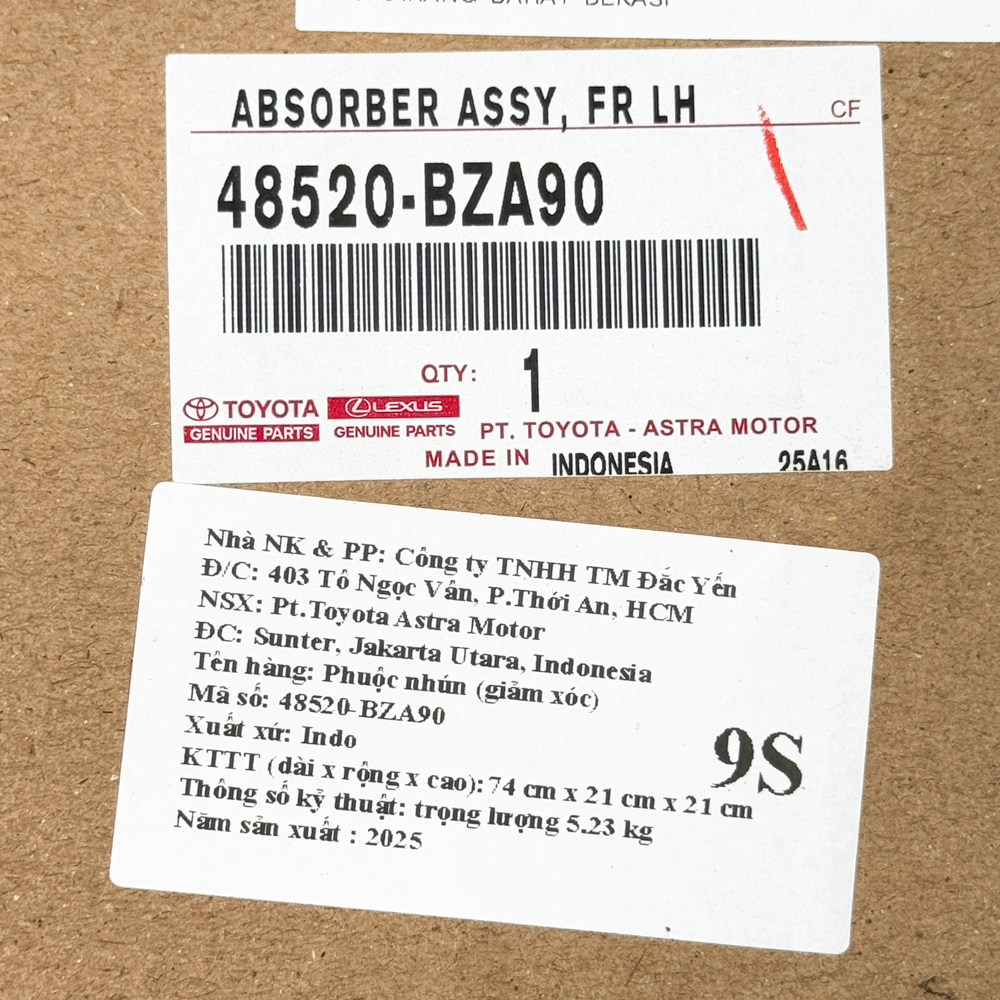 BARAT BEKASI
ABSORBER ASSY, FR LH
CF
48520-BZA90
QTY: 1
TOYOTA
GENUINE PARTS
LEXUS
GENUINE PARTS
PT. TOYOTA - ASTRA MOTOR
MADE IN INDONESIA
25A16
Nhà NK & PP: Công ty TNHH TM Đắc Yến
Đ/C: 403 Tô Ngọc Vân, P.Thới An, HCM
NSX: Pt.Toyota Astra Motor
ĐC: Sunter, Jakarta Utara, Indonesia
Tên hàng: Phuộc nhún (giảm xóc)
Mã số: 48520-BZA90
Xuất xứ: Indo
9S
KTTT (dài x rộng x cao): 74 cm x 21 cm x 21 cm
Thông số kỹ thuật: trọng lượng 5.23 kg
Năm sản xuất : 2025